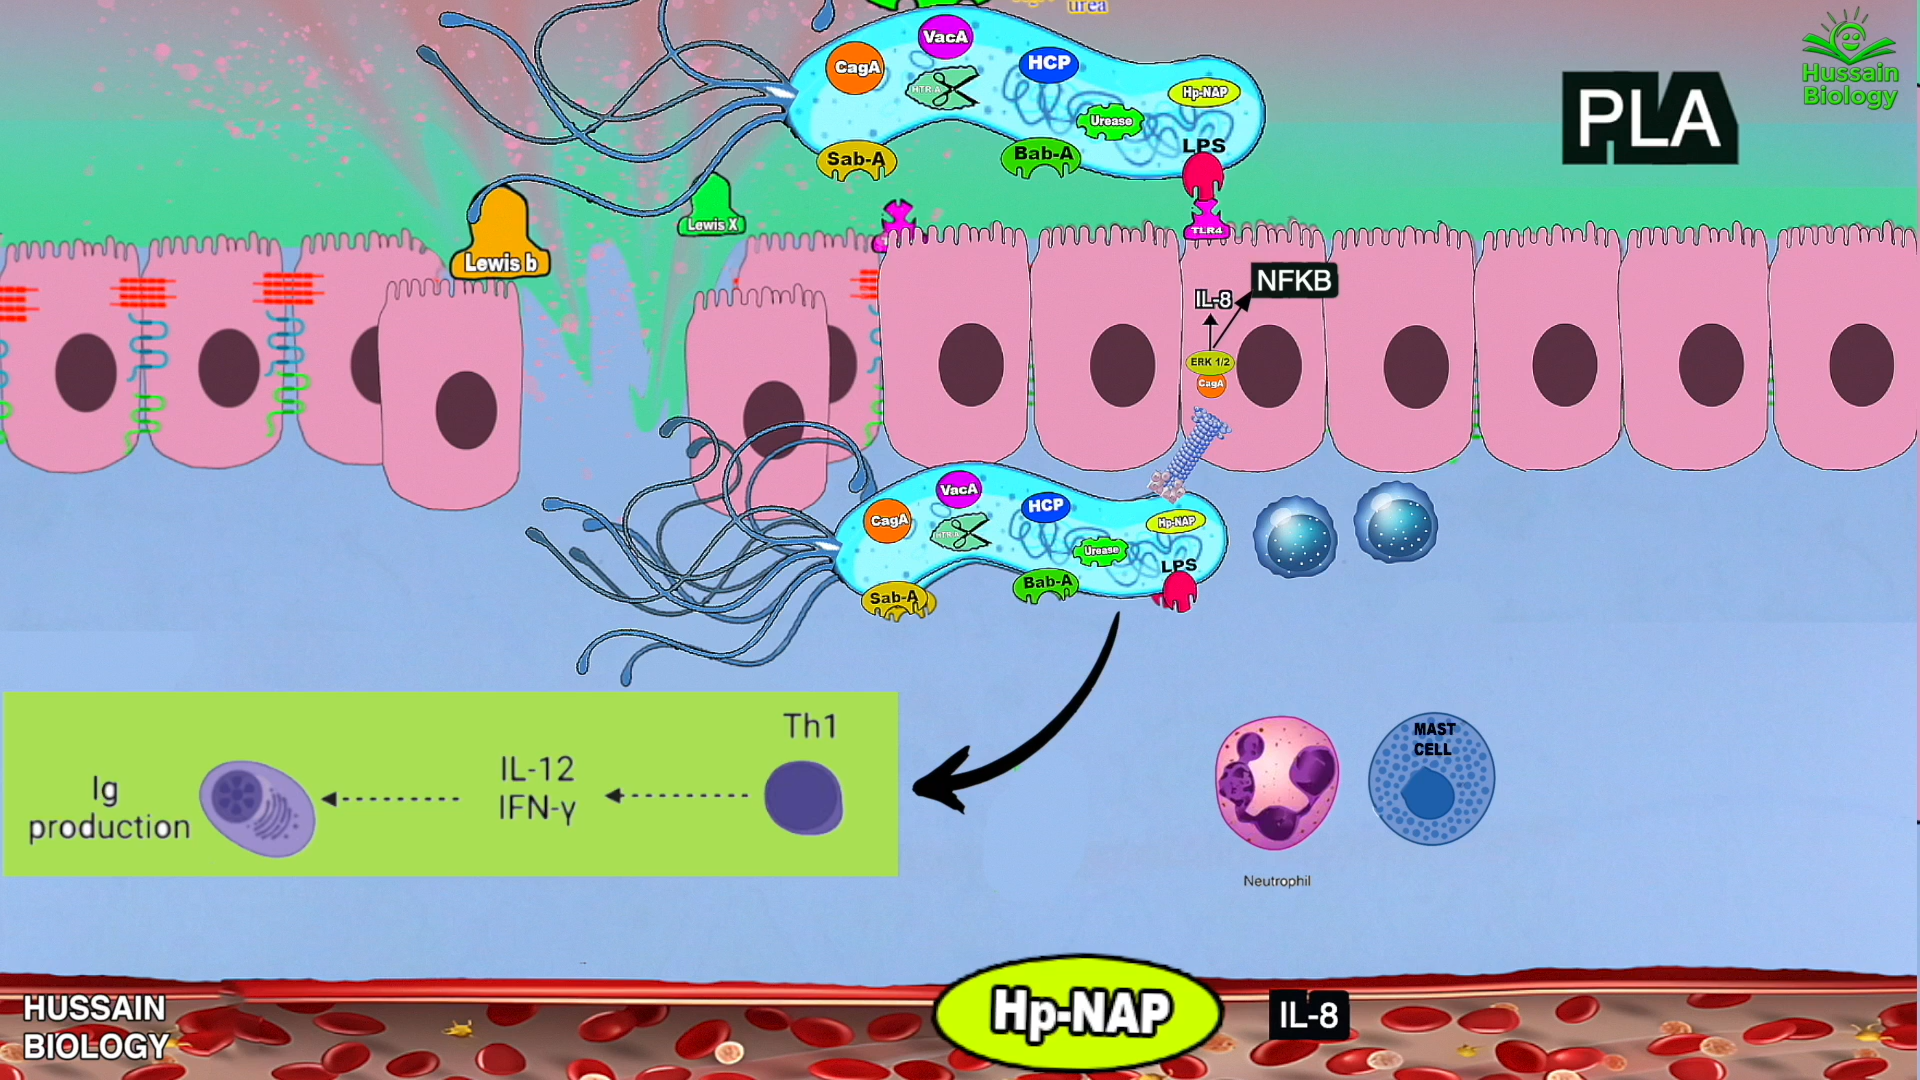 urea
Hussain
Biology
PLA
VacA
CagA
HCP
HTRA
Hp-NAP
Urease
LPS
Sab-A
Bab-A
Lewis X
TLR4
Lewis b
NFKB
IL-8
ERK 1/2
CagA
VacA
CagA
HCP
HTRA
Hp-NAP
Urease
LPS
Sab-A
Bab-A
Th1
IL-12
IFN-γ
Ig
production
MAST
CELL
Neutrophil
HUSSAIN
BIOLOGY
Hp-NAP
IL-8